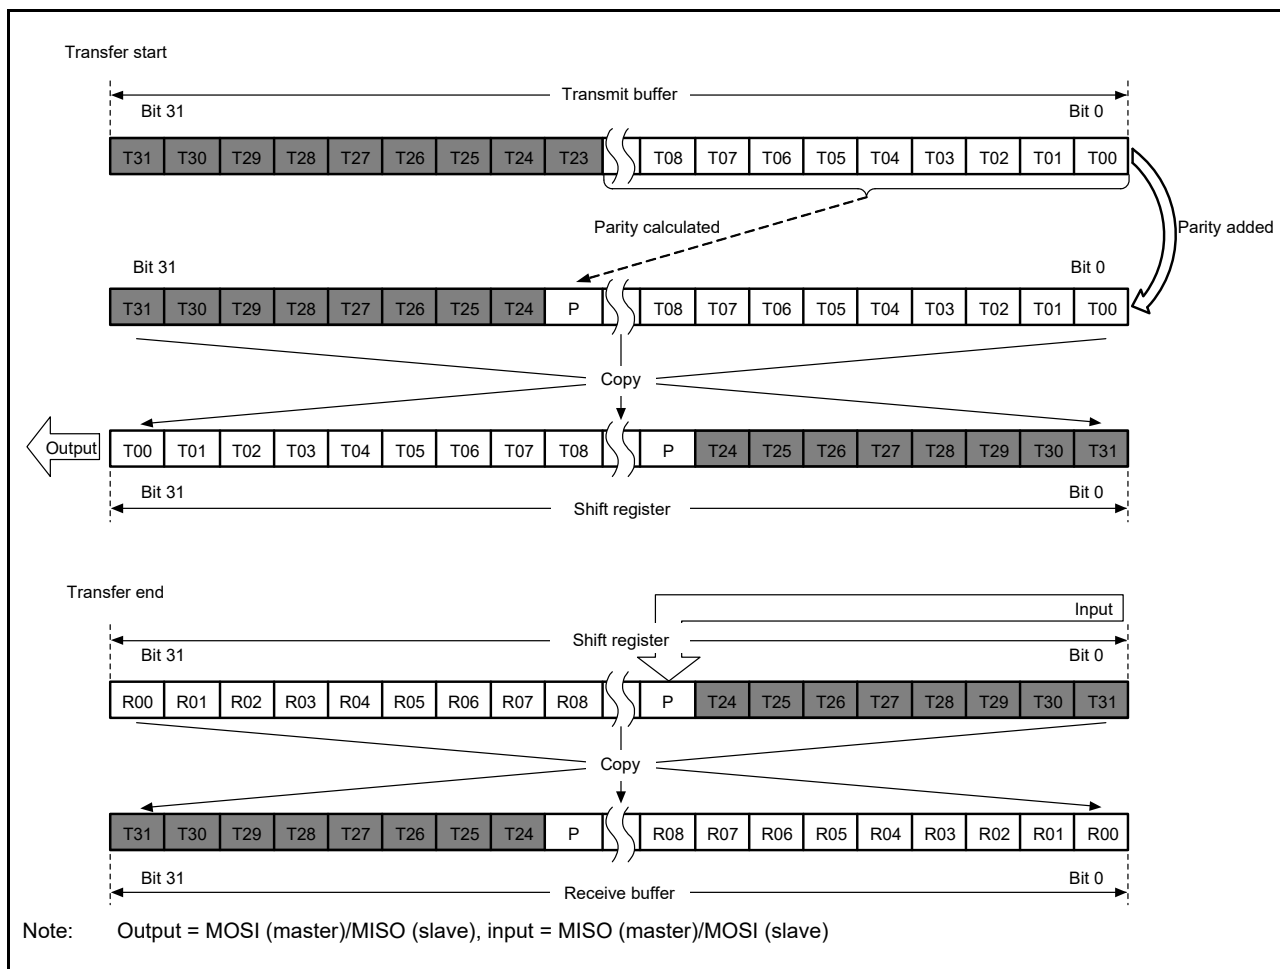 Transfer start
Transmit buffer
Bit 31 Bit 0
T31 T30 T29 T28 T27 T26 T25 T24 T23 T08 T07 T06 T05 T04 T03 T02 T01 T00
Parity calculated Parity added
Bit 31 Bit 0
T31 T30 T29 T28 T27 T26 T25 T24 P T08 T07 T06 T05 T04 T03 T02 T01 T00
Copy
Output T00 T01 T02 T03 T04 T05 T06 T07 T08 P T24 T25 T26 T27 T28 T29 T30 T31
Bit 31 Bit 0
Shift register
Transfer end
Input
Shift register
Bit 31 Bit 0
R00 R01 R02 R03 R04 R05 R06 R07 R08 P T24 T25 T26 T27 T28 T29 T30 T31
Copy
T31 T30 T29 T28 T27 T26 T25 T24 P R08 R07 R06 R05 R04 R03 R02 R01 R00
Bit 31 Bit 0
Receive buffer
Note: Output = MOSI (master)/MISO (slave), input = MISO (master)/MOSI (slave)